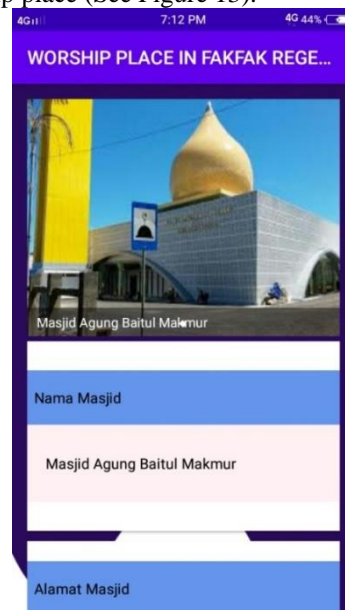 p place (See Figure 15).
4G
7:12 PM
4G 44%
WORSHIP PLACE IN FAKFAK REGE...
Masjid Agung Baitul Makmur
Nama Masjid
Masjid Agung Baitul Makmur
Alamat Masjid